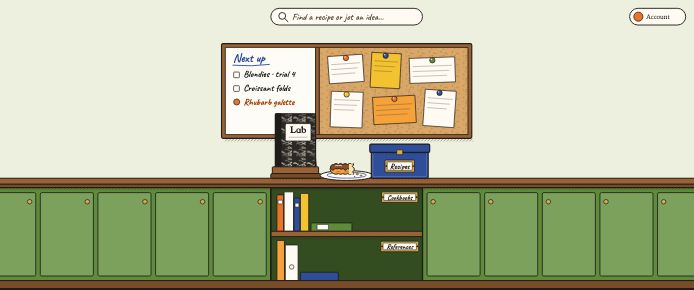 Find a recipe or jot an idea...
Account
Next up
Blondies · trial 4
Croissant folds
Rhubarb galette
Lab
Recipes
Cookbooks
References